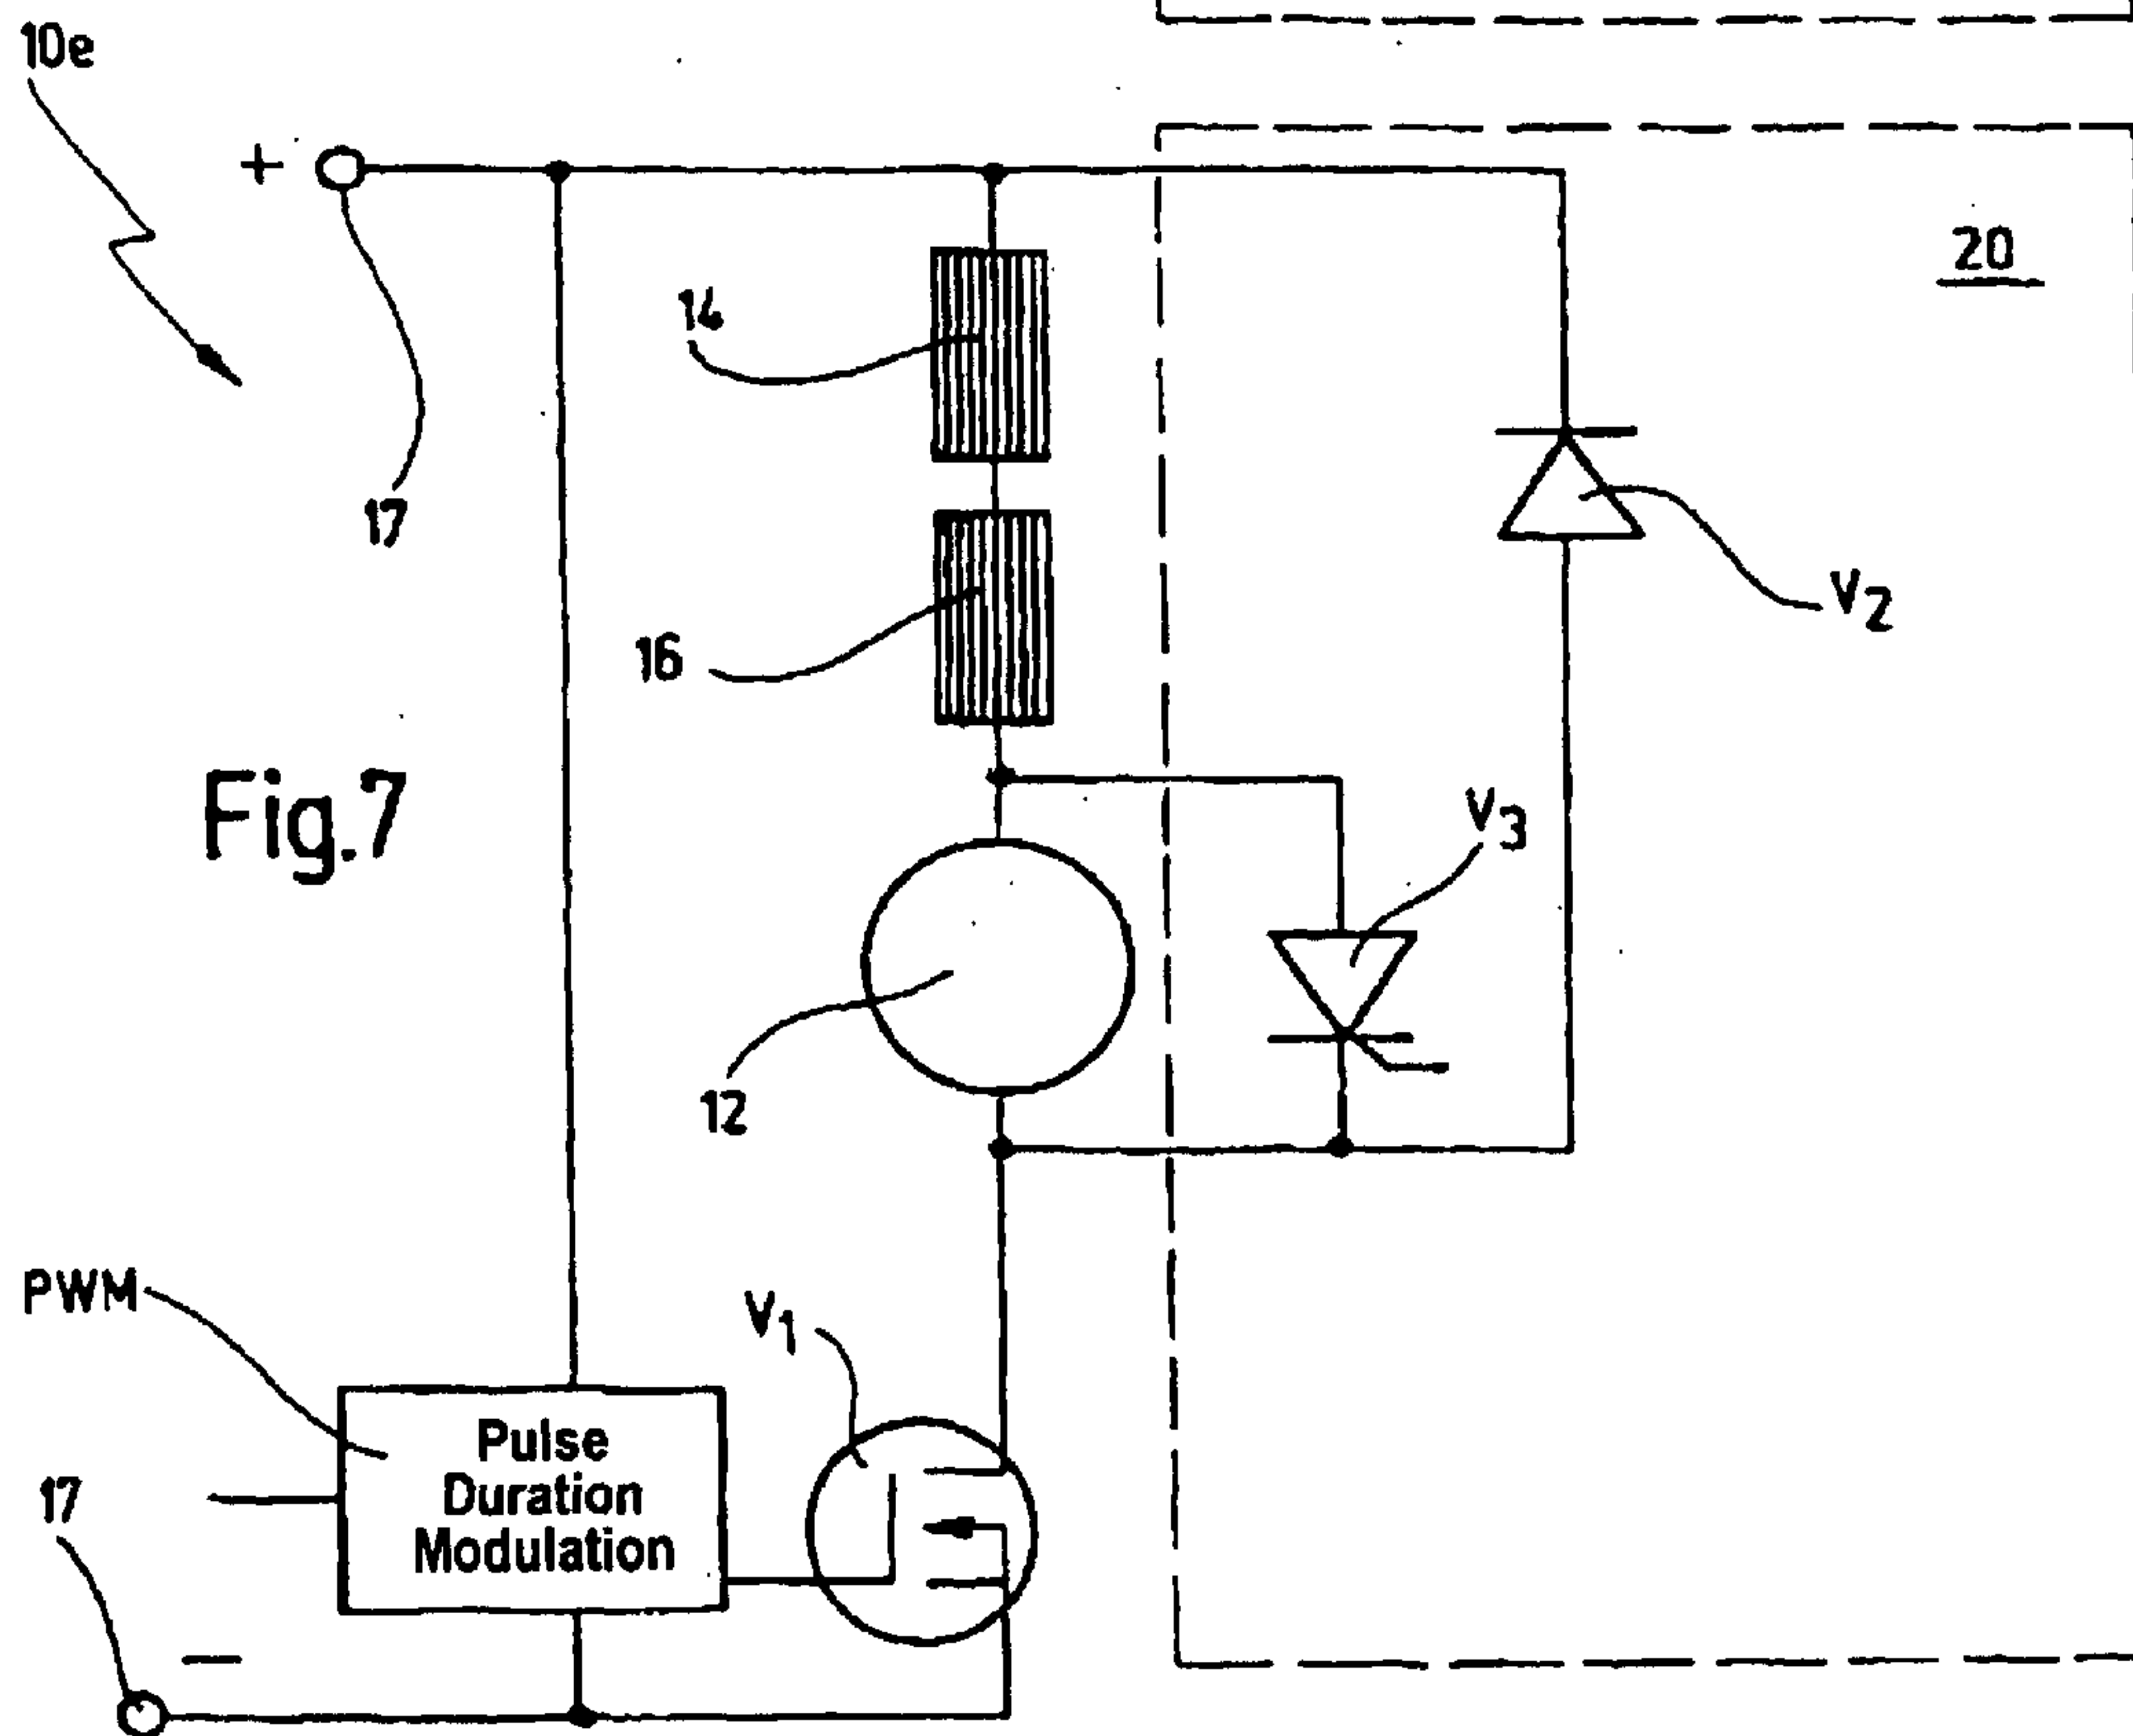 10e
+
20
14
17
V2
16
V3
Fig.7
12
PWM
V1
Pulse
Duration
Modulation
17
−